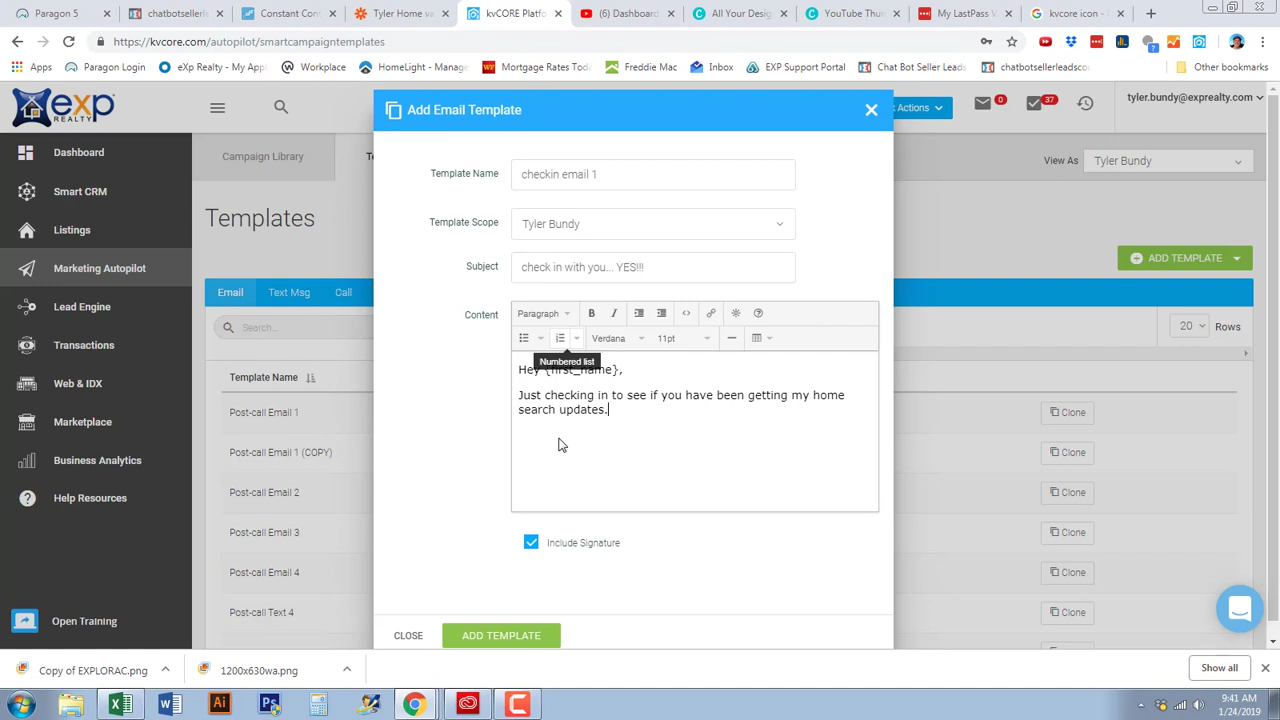 Paragon 5
chatbotsellerle
Constant Cont
Tyler Home va
kvCORE Platfo
(6) Dashboard
All Your Desig
YouTube Thu
My LastPass V
kvcore icon -
https://kvcore.com/autopilot/smartcampaigntemplates
Apps
Paragon Login
eXp Realty - My App
Workplace
HomeLight - Manage
Mortgage Rates Toda
Freddie Mac
Inbox
EXP Support Portal
Chat Bot Seller Leads
chatbotsellerleadsco
Other bookmarks
exp
REALTY
Add Email Template
Actions
0
37
tyler.bundy@exprealty.com
Dashboard
Smart CRM
Listings
Marketing Autopilot
Lead Engine
Transactions
Web & IDX
Marketplace
Business Analytics
Help Resources
Open Training
Campaign Library
View As
Tyler Bundy
Templates
ADD TEMPLATE
Email
Text Msg
Call
Search...
20
Rows
Template Name
Post-call Email 1
Clone
Post-call Email 1 (COPY)
Clone
Post-call Email 2
Clone
Post-call Email 3
Clone
Post-call Email 4
Clone
Post-call Text 4
Clone
Template Name
checkin email 1
Template Scope
Tyler Bundy
Subject
check in with you... YES!!!
Content
Paragraph
B
I
Verdana
11pt
Numbered list
Hey {first_name},
Just checking in to see if you have been getting my home
search updates.
Include Signature
CLOSE
ADD TEMPLATE
Copy of EXPLORAC.png
1200x630wa.png
Show all
9:41 AM
1/24/2019